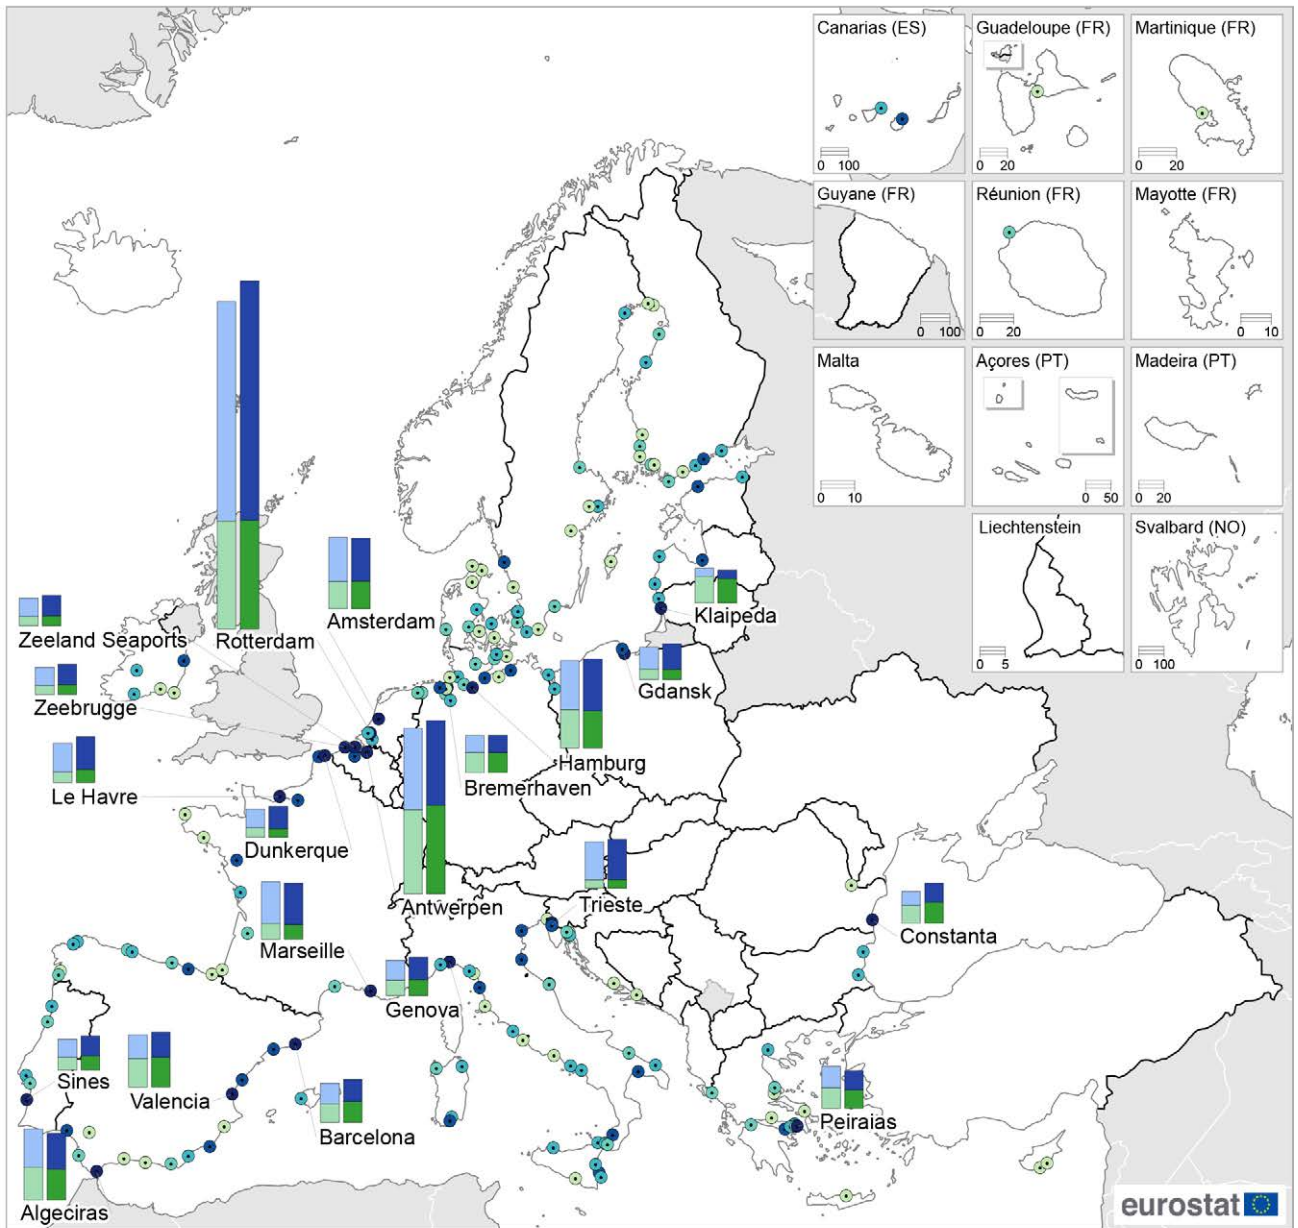 Canarias (ES)
0 100
Guadeloupe (FR)
0 20
Martinique (FR)
0 20
Guyane (FR)
0 100
Réunion (FR)
0 20
Mayotte (FR)
0 10
Malta
0 10
Açores (PT)
0 50
Madeira (PT)
0 20
Liechtenstein
0 5
Svalbard (NO)
0 100
Amsterdam
Zeeland Seaports
Rotterdam
Klaipeda
Zeebrugge
Gdansk
Hamburg
Bremerhaven
Le Havre
Dunkerque
Antwerpen
Trieste
Marseille
Constanta
Genova
Sines
Valencia
Barcelona
Peiraias
Algeciras
eurostat